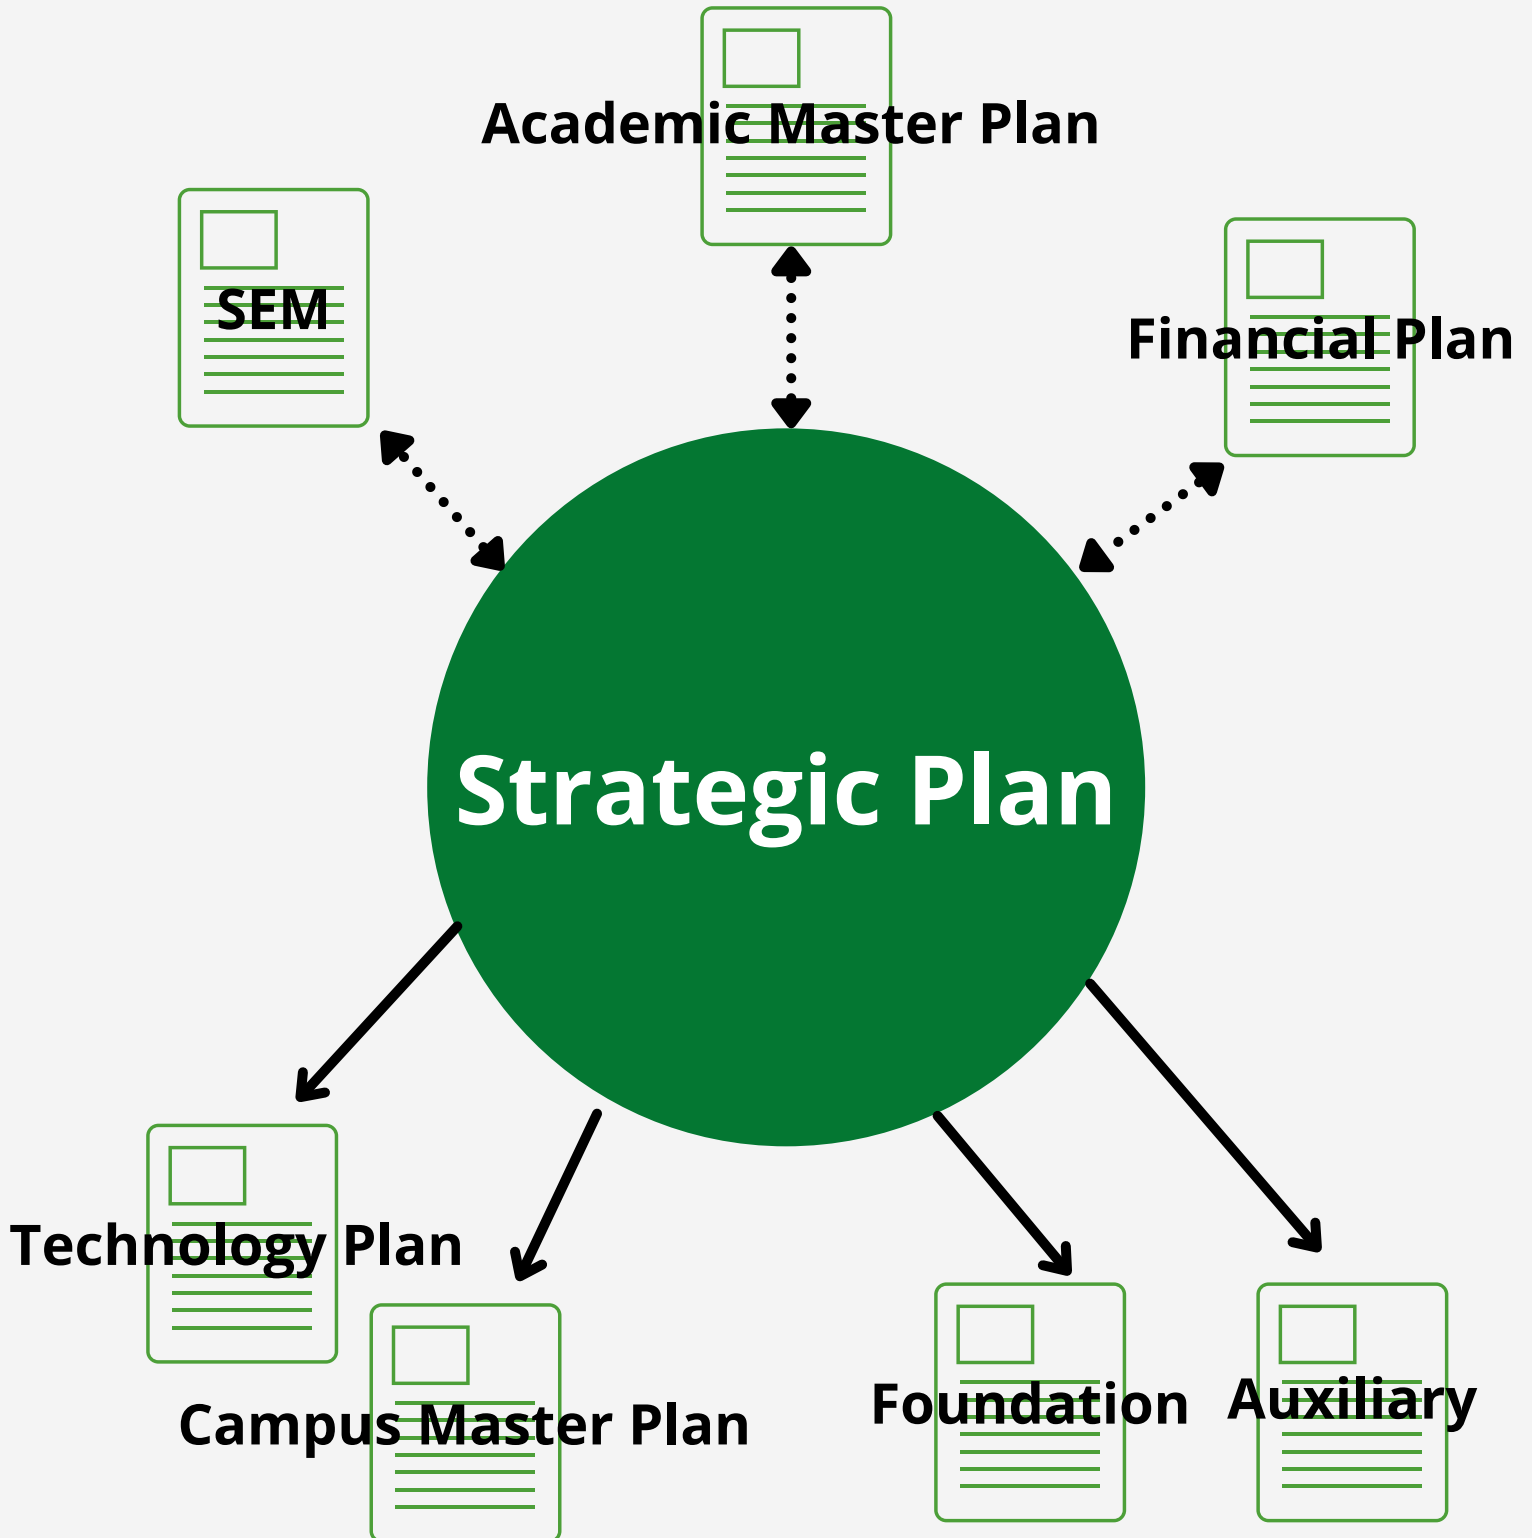 Academic Master Plan
SEM
Financial Plan
Strategic Plan
Technology Plan
Campus Master Plan
Foundation
Auxiliary